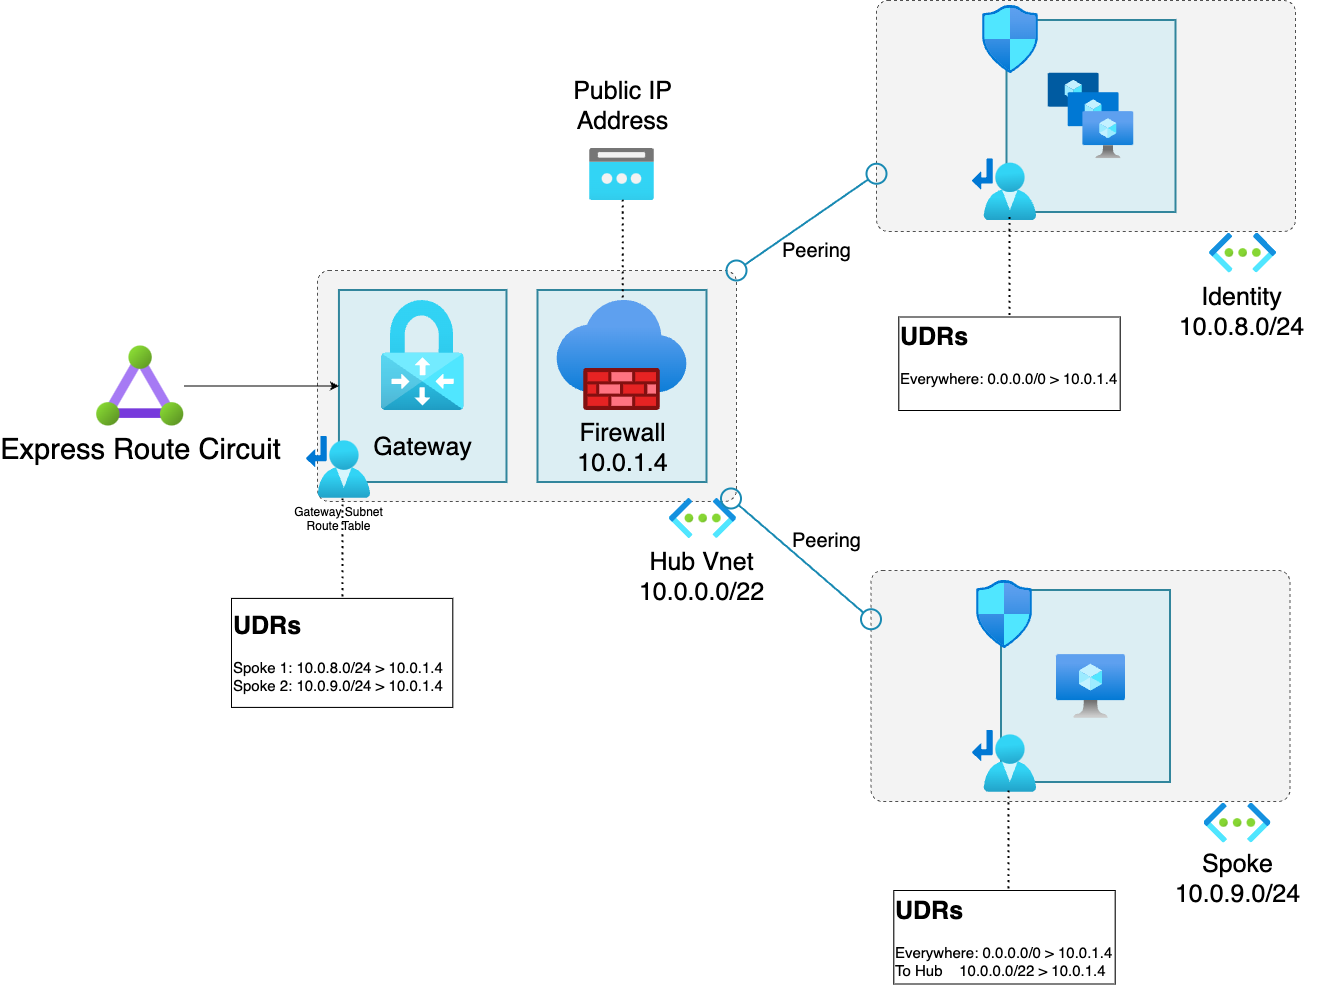 Public IP
Address
Peering
Identity
10.0.8.0/24
UDRs
Everywhere: 0.0.0.0/0 > 10.0.1.4
Express Route Circuit
Gateway
Firewall
10.0.1.4
Gateway Subnet
Route Table
Hub Vnet
10.0.0.0/22
Peering
UDRs
Spoke 1: 10.0.8.0/24 > 10.0.1.4
Spoke 2: 10.0.9.0/24 > 10.0.1.4
Spoke
10.0.9.0/24
UDRs
Everywhere: 0.0.0.0/0 > 10.0.1.4
To Hub 10.0.0.0/22 > 10.0.1.4